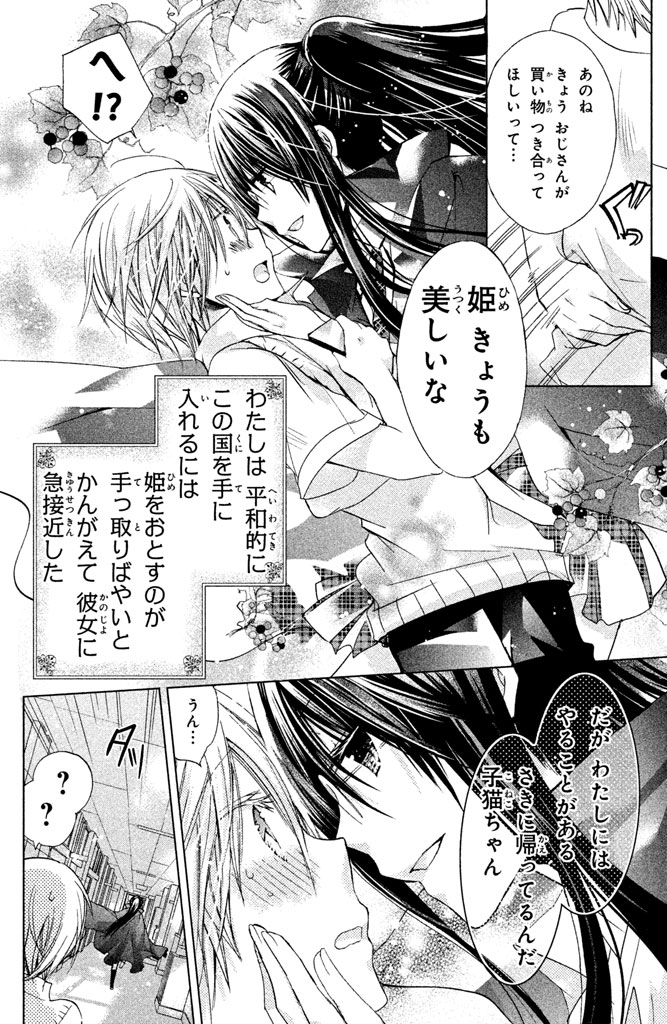 あのね
きょう おじさんが
買い物 つき合って
ほしいって…
へ!?
姫 きょうも
美しいな
わたしは 平和的に
この国を手に
入れるには
姫をおとすのが
手っ取りばやいと
かんがえて 彼女に
急接近した
だが わたしには
やることがある
さきに帰ってるんだ
子猫ちゃん
うん…
ダッ
?
?